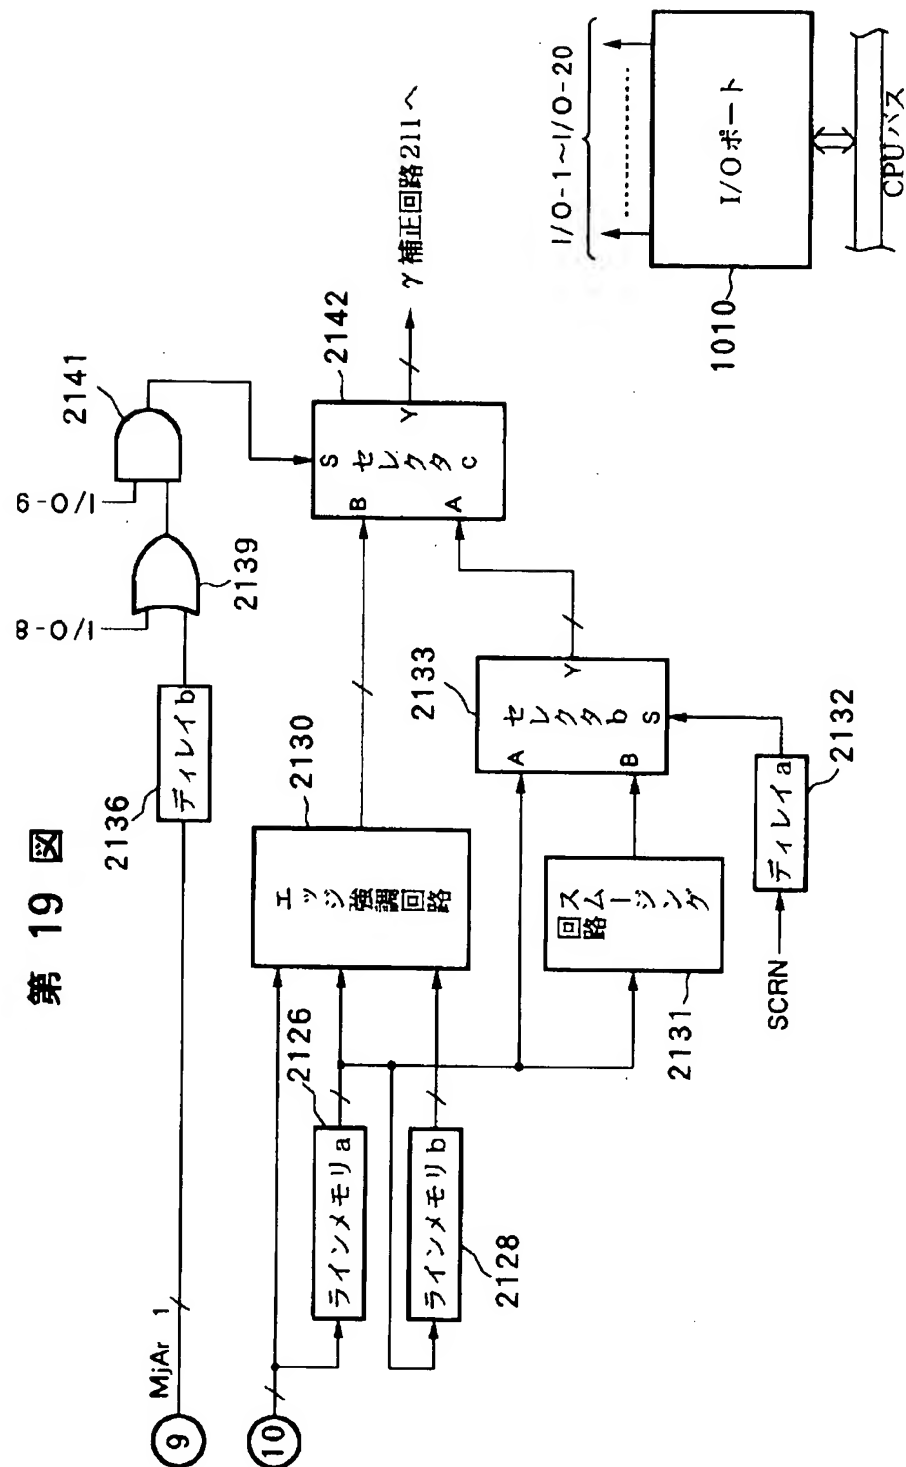 第 19 図
9
MjAr 1
10
2136
ディレイb
I/O-8
2139
I/O-9
2141
ラインメモリa
2126
ラインメモリb
2128
エッジ強調回路
2130
スムージング
回路
2131
SCRN
ディレイa
2132
A
B
S
Y
セレクタ
b
2133
S
B
A
Y
セレクタ
c
2142
γ補正回路211へ
I/O-1~I/O-20
I/Oポート
1010
CPUバス